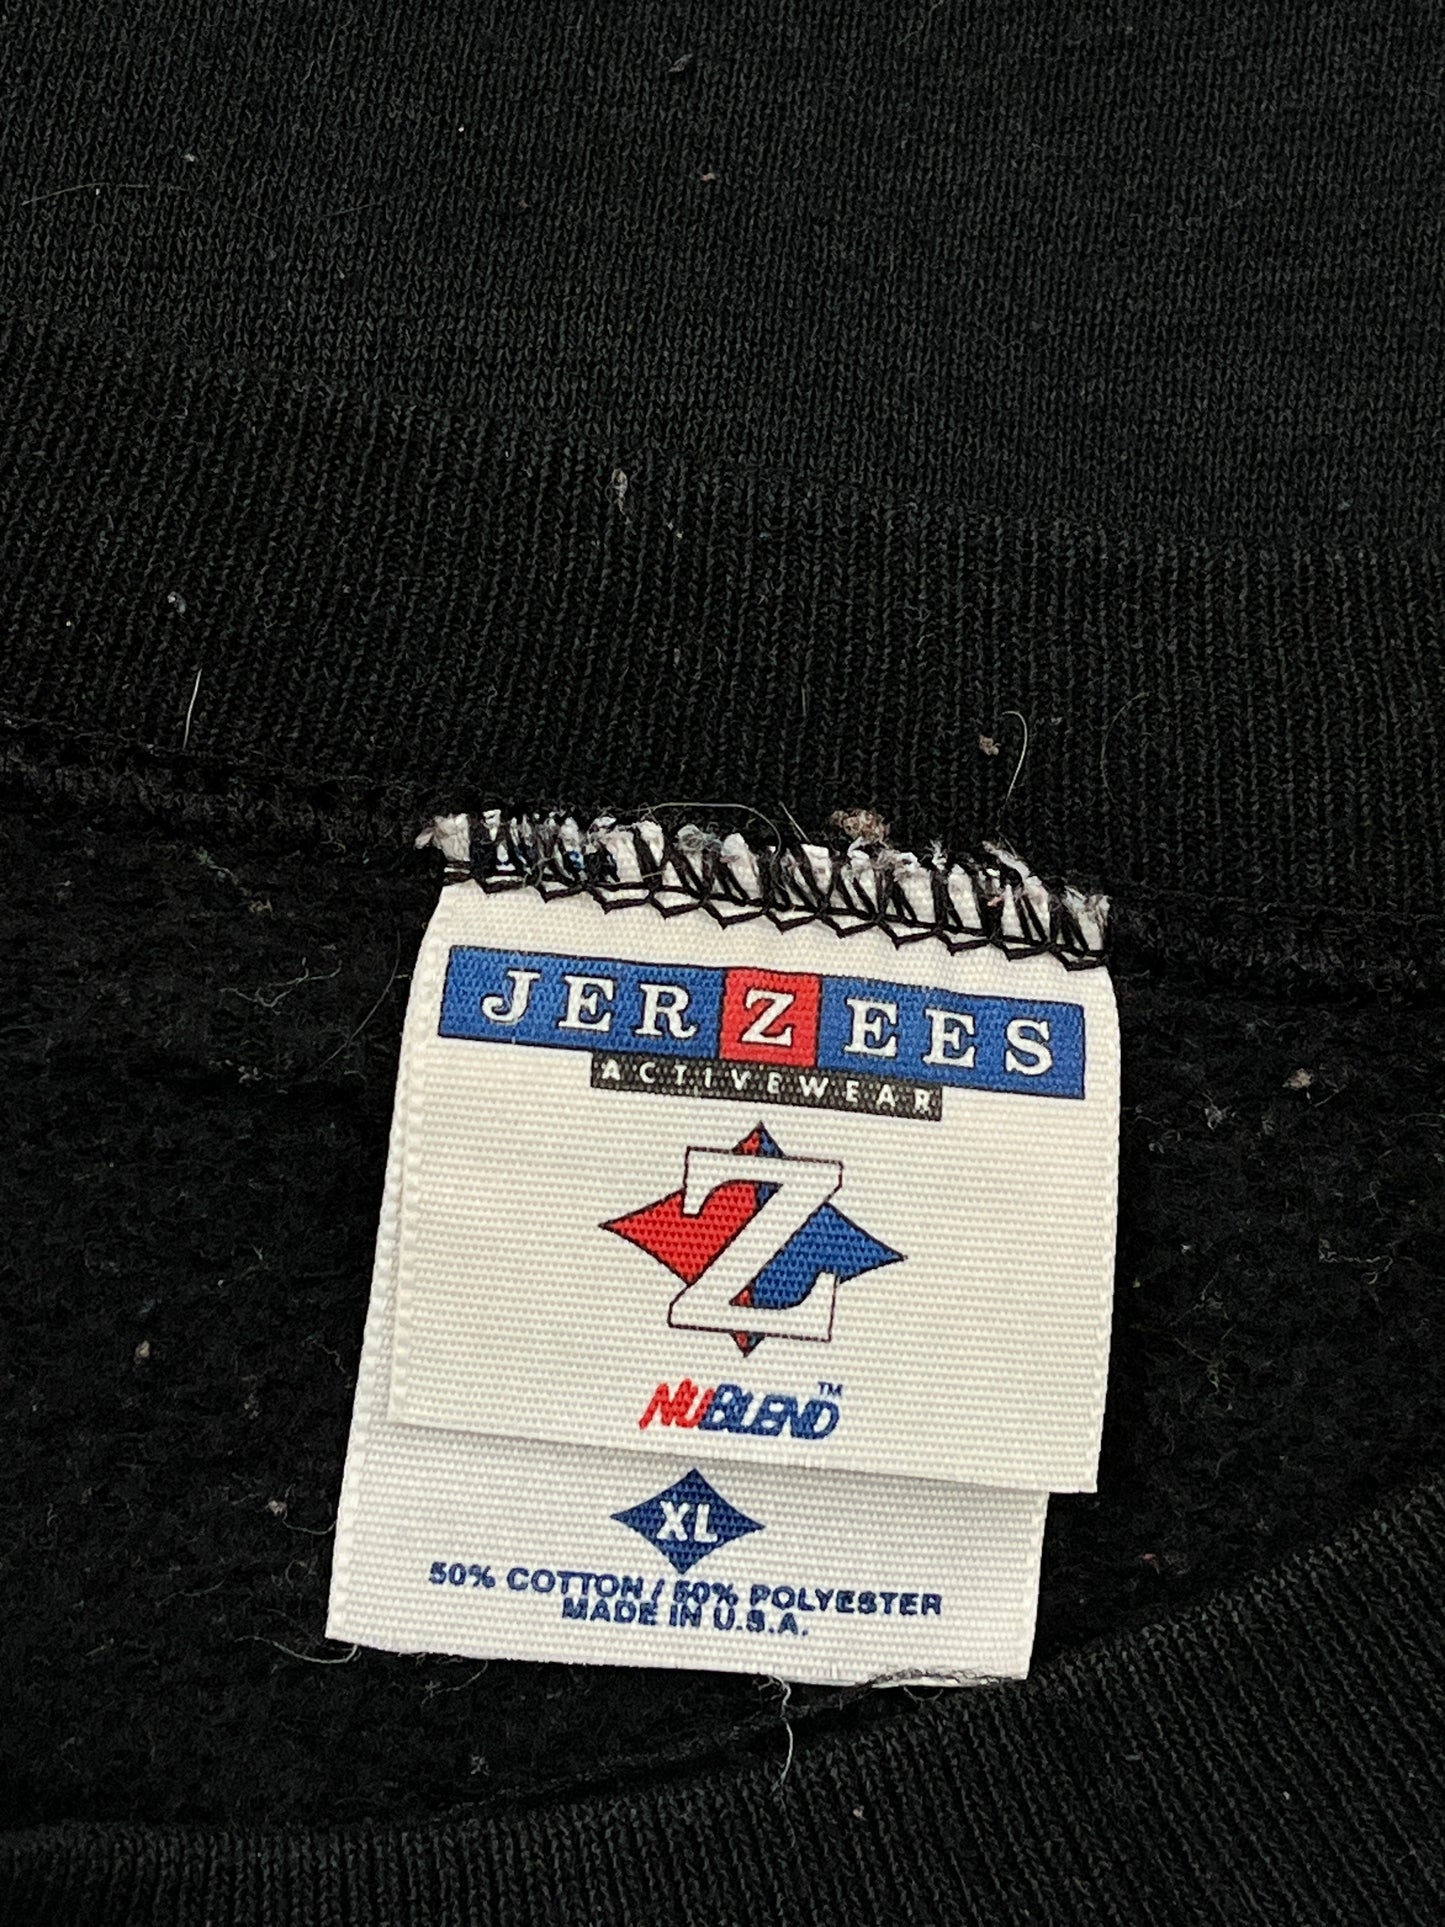 JERZEES
ACTIVEWEAR
Z
NUBLEND™
XL
50% COTTON / 50% POLYESTER
MADE IN U.S.A.